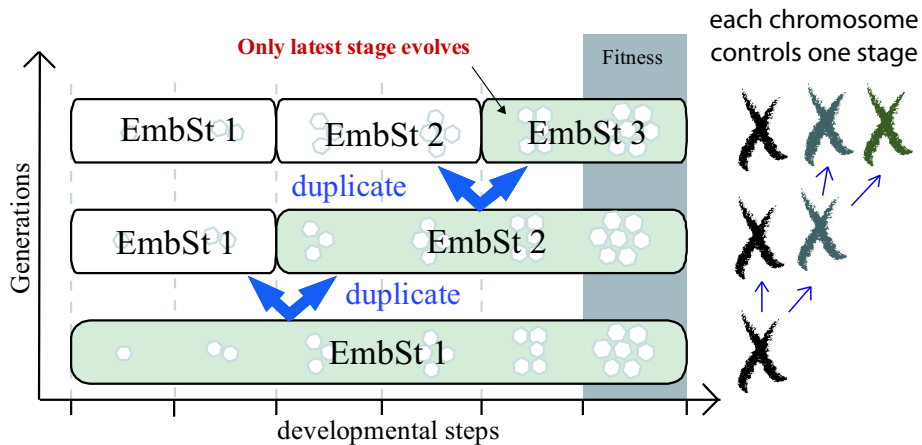 each chromosome
controls one stage
Only latest stage evolves
Fitness
EmbSt 1
EmbSt 2
EmbSt 3
duplicate
EmbSt 1
EmbSt 2
duplicate
EmbSt 1
Generations
developmental steps